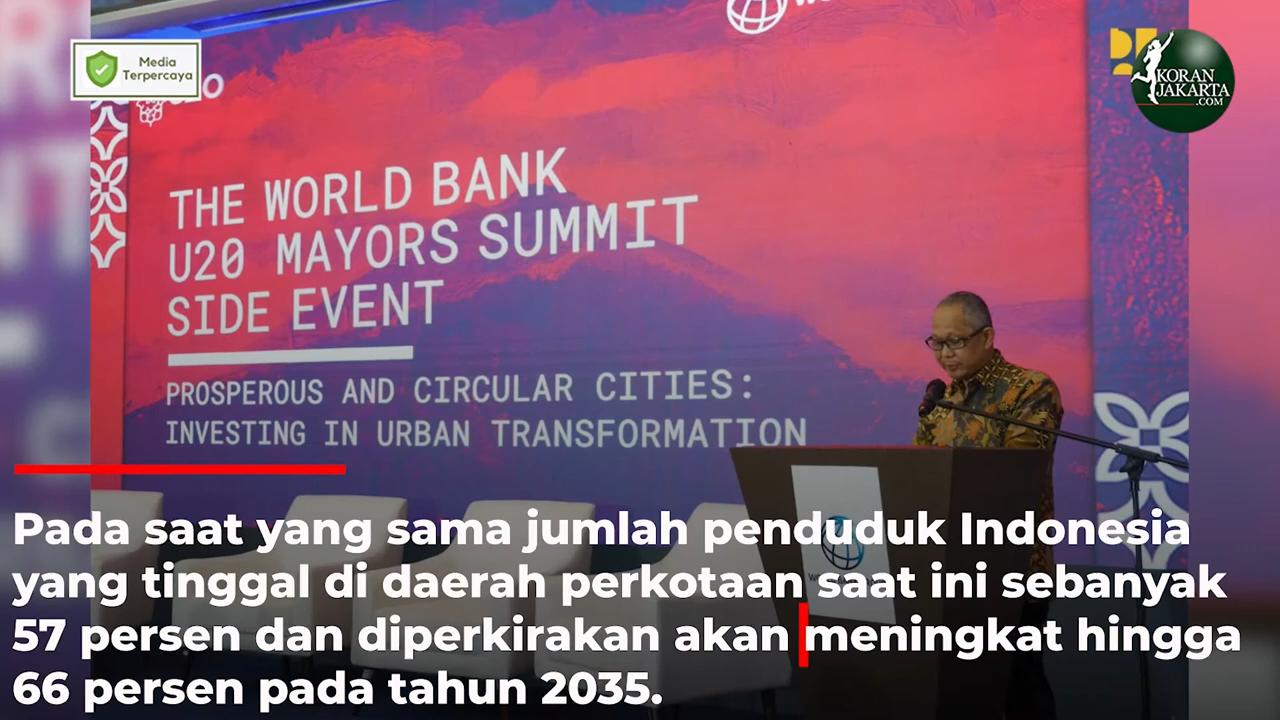 Media
Terpercaya
KORAN
JAKARTA
.COM
THE WORLD BANK
U20 MAYORS SUMMIT
SIDE EVENT
PROSPEROUS AND CIRCULAR CITIES:
INVESTING IN URBAN TRANSFORMATION
Pada saat yang sama jumlah penduduk Indonesia
yang tinggal di daerah perkotaan saat ini sebanyak
57 persen dan diperkirakan akan meningkat hingga
66 persen pada tahun 2035.